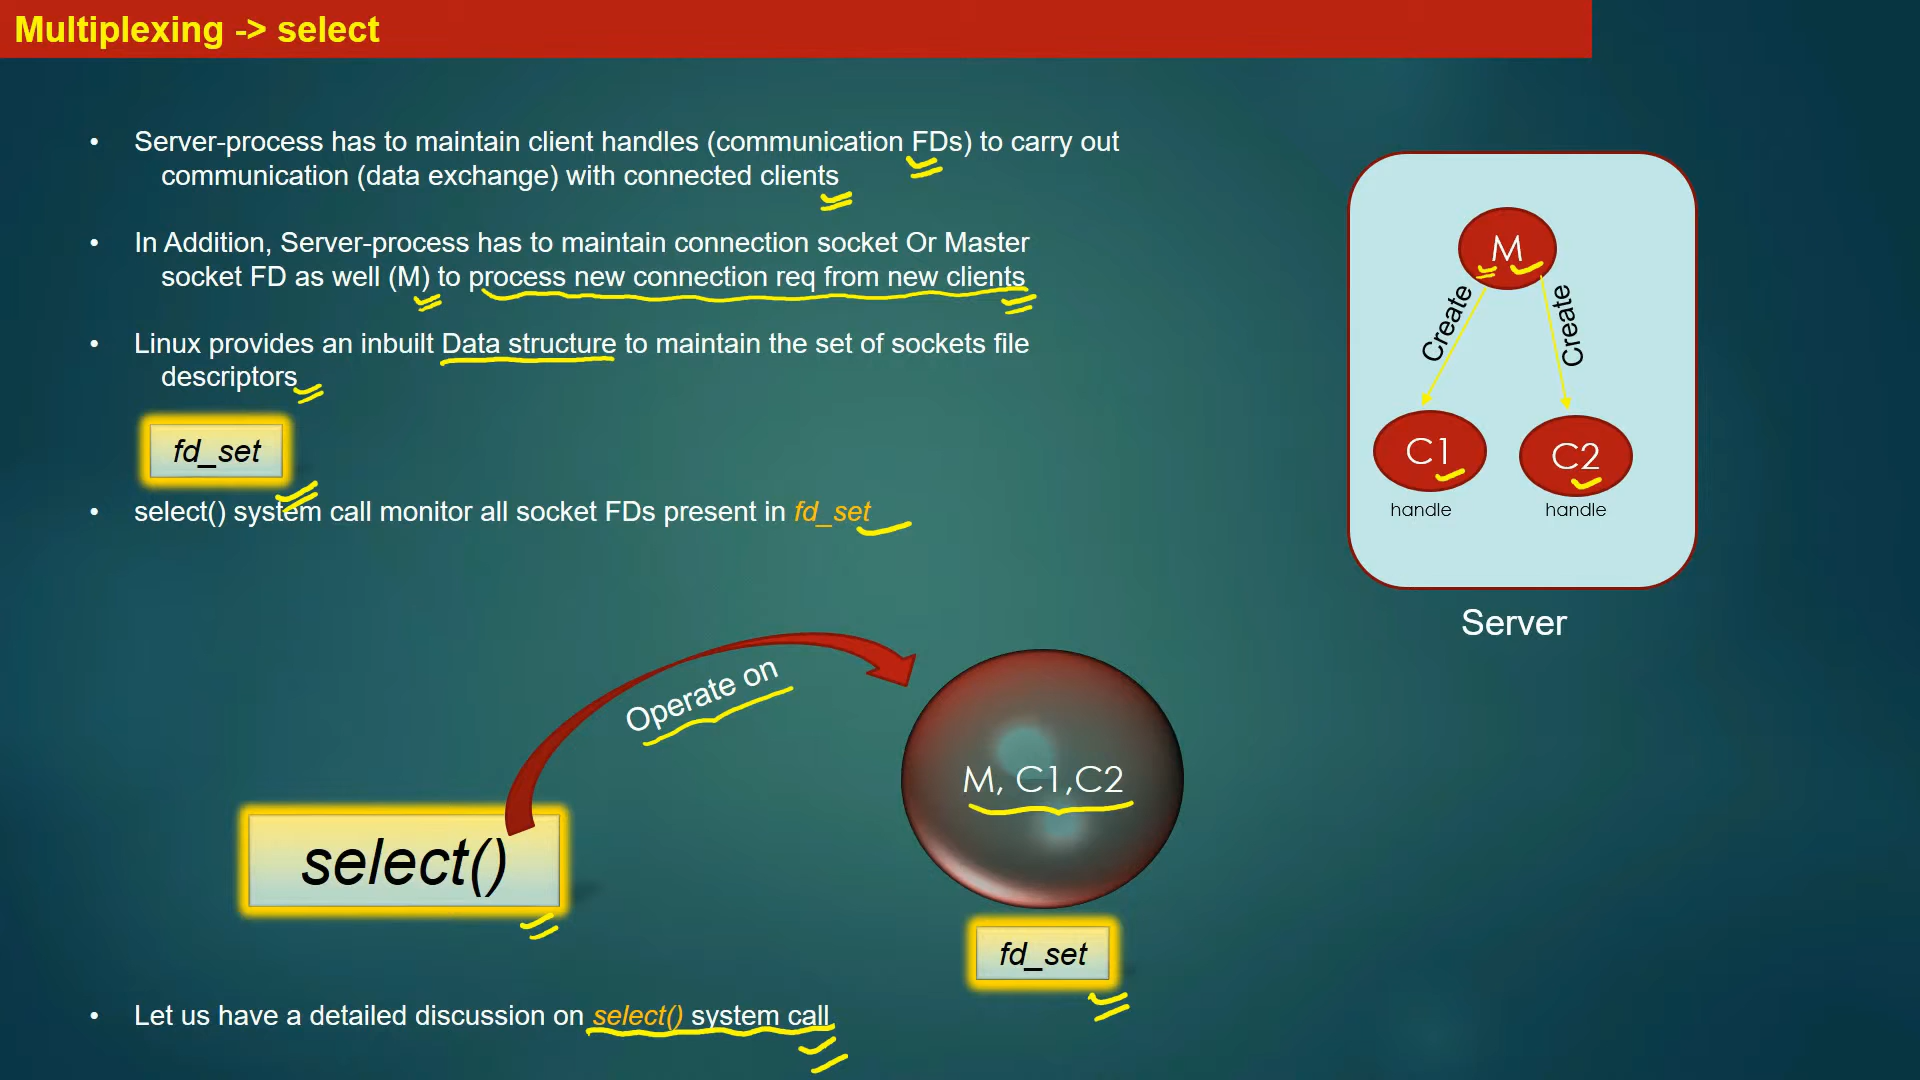 Multiplexing -> select
• Server-process has to maintain client handles (communication FDs) to carry out
communication (data exchange) with connected clients
• In Addition, Server-process has to maintain connection socket Or Master
socket FD as well (M) to process new connection req from new clients
• Linux provides an inbuilt Data structure to maintain the set of sockets file
descriptors
fd_set
• select() system call monitor all socket FDs present in fd_set
M
Create
Create
C1
C2
handle
handle
Server
Operate on
select()
M, C1,C2
fd_set
• Let us have a detailed discussion on select() system call